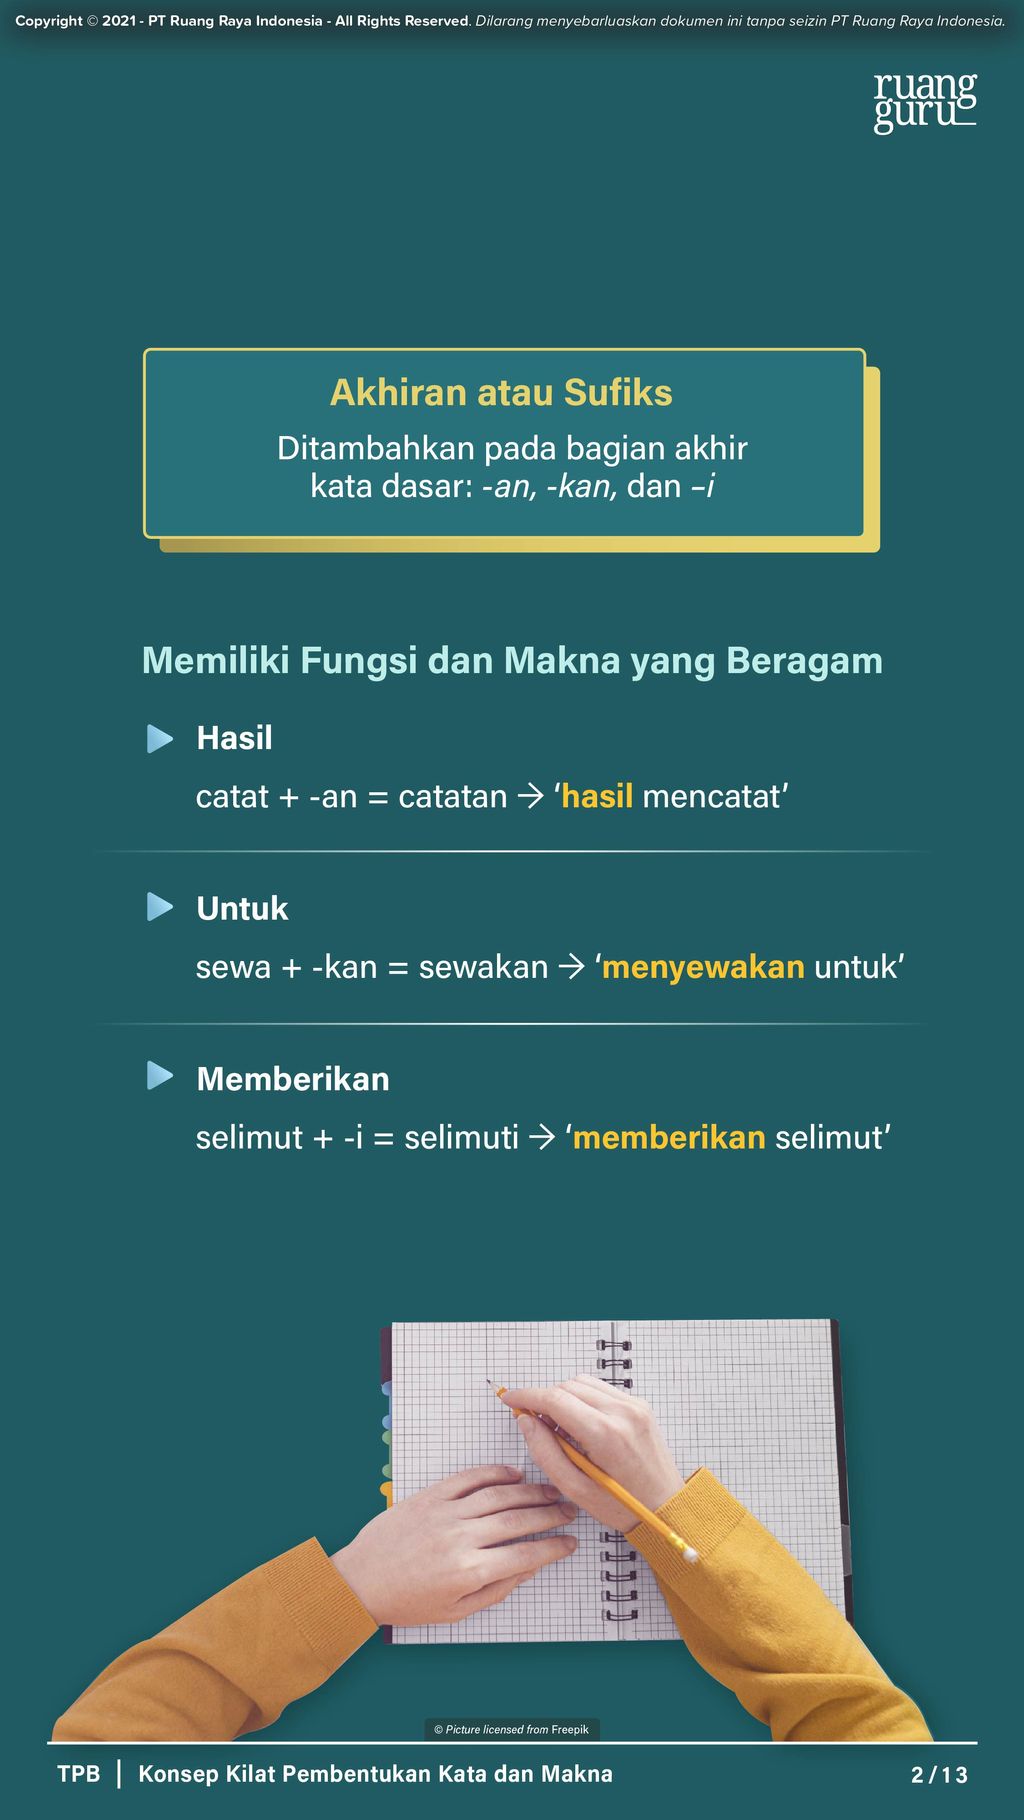 Copyright © 2021 - PT Ruang Raya Indonesia - All Rights Reserved. Dilarang menyebarluaskan dokumen ini tanpa seizin PT Ruang Raya Indonesia.
ruang
guru
Akhiran atau Sufiks
Ditambahkan pada bagian akhir
kata dasar: -an, -kan, dan –i
Memiliki Fungsi dan Makna yang Beragam
Hasil
catat + -an = catatan → ‘hasil mencatat’
Untuk
sewa + -kan = sewakan → ‘menyewakan untuk’
Memberikan
selimut + -i = selimuti → ‘memberikan selimut’
© Picture licensed from Freepik
TPB | Konsep Kilat Pembentukan Kata dan Makna 2/13